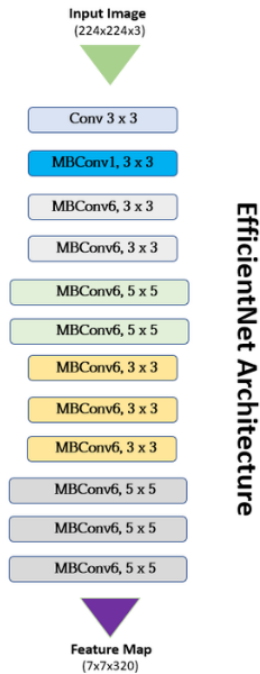 Input Image
(224x224x3)
Conv 3 x 3
MBConv1, 3 x 3
MBConv6, 3 x 3
MBConv6, 3 x 3
MBConv6, 5 x 5
MBConv6, 5 x 5
MBConv6, 3 x 3
MBConv6, 3 x 3
MBConv6, 3 x 3
MBConv6, 5 x 5
MBConv6, 5 x 5
MBConv6, 5 x 5
Feature Map
(7x7x320)
EfficientNet Architecture